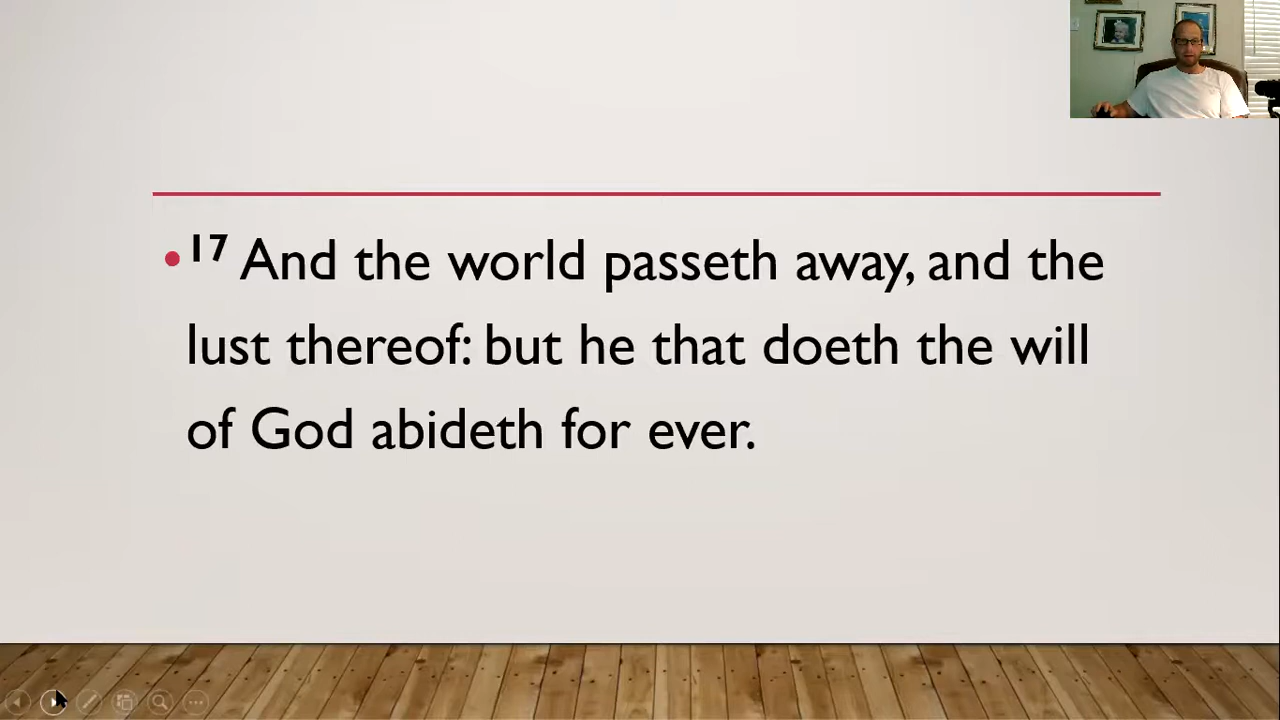 • 17 And the world passeth away, and the
lust thereof: but he that doeth the will
of God abideth for ever.